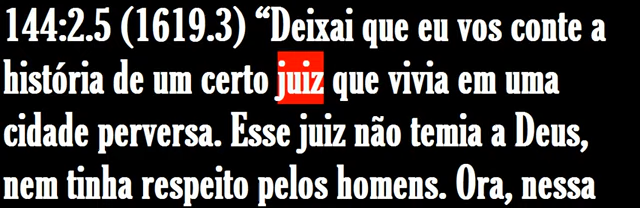 144:2.5 (1619.3) “Deixai que eu vos conte a
história de um certo juiz que vivia em uma
cidade perversa. Esse juiz não temia a Deus,
nem tinha respeito pelos homens. Ora, nessa